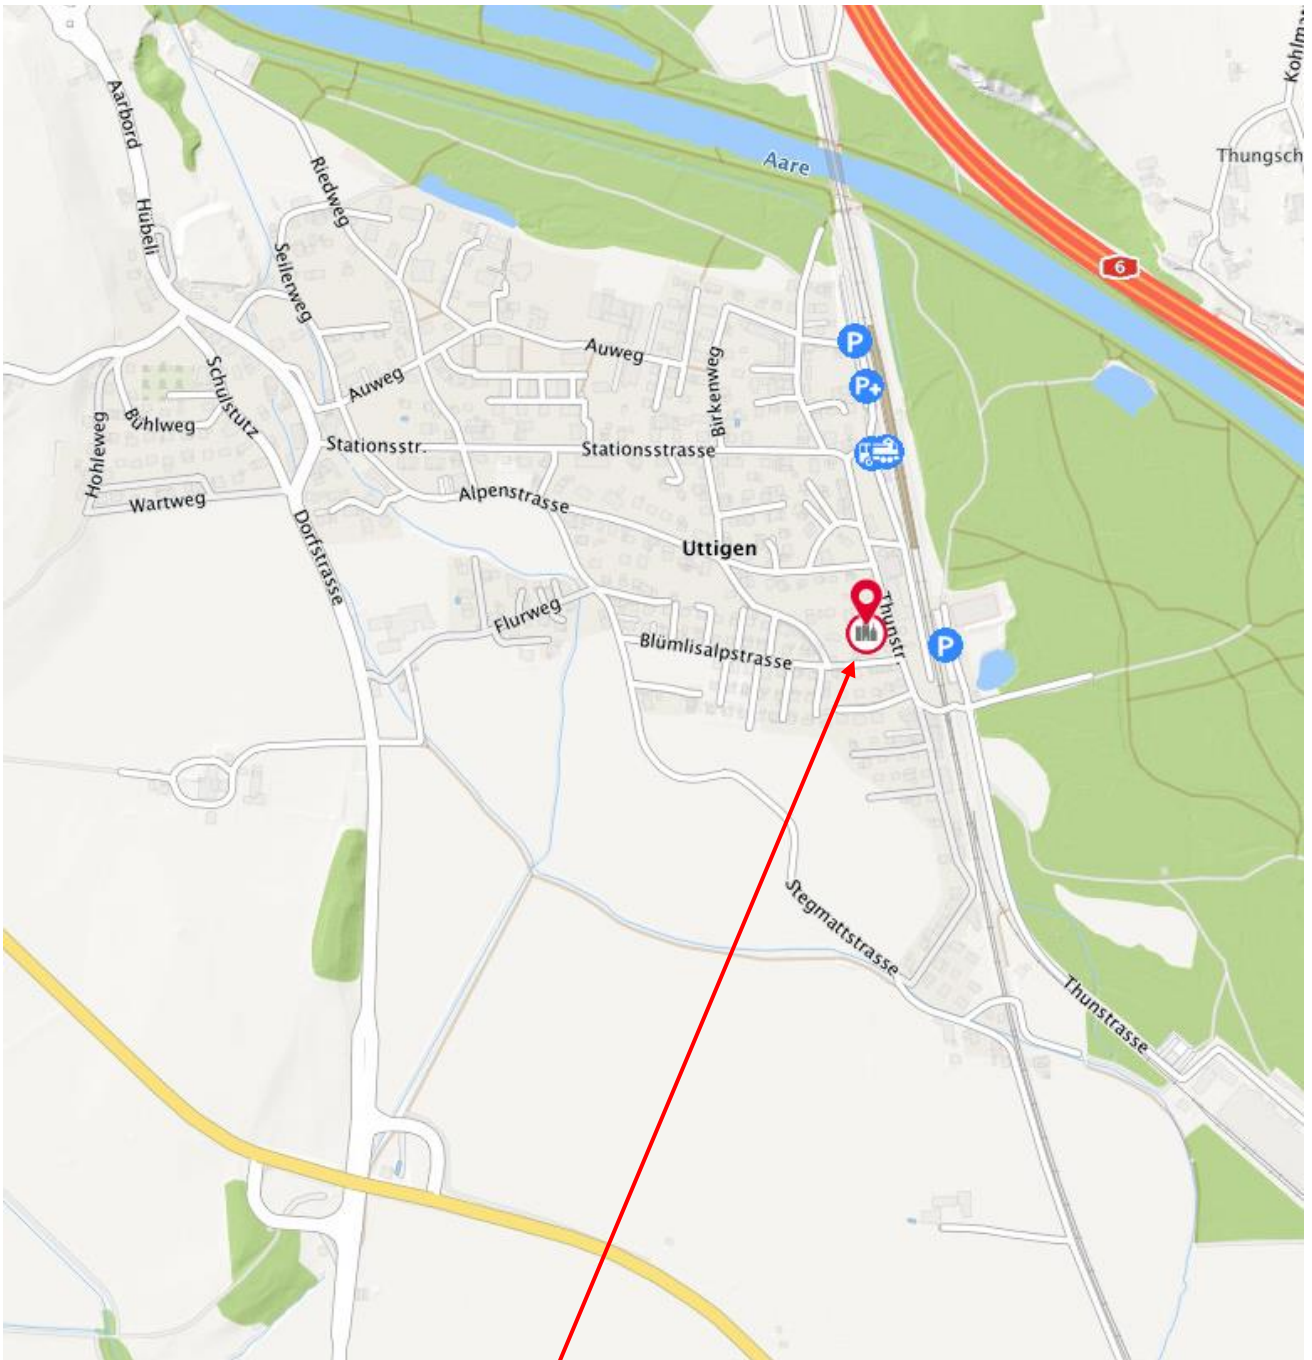 Kohlma
Aarbord
Aare
Thungsch
Riedweg
Hübeli
Seilerweg
6
P
Auweg
Schulstutz
Auweg
P+
Birkenweg
Bühlweg
Hohleweg
Stationsstr.
Stationsstrasse
Wartweg
Alpenstrasse
Dorfstrasse
Uttigen
Flurweg
Thunstr.
Blümlisalpstrasse
P
Stegmattstrasse
Thunstrasse